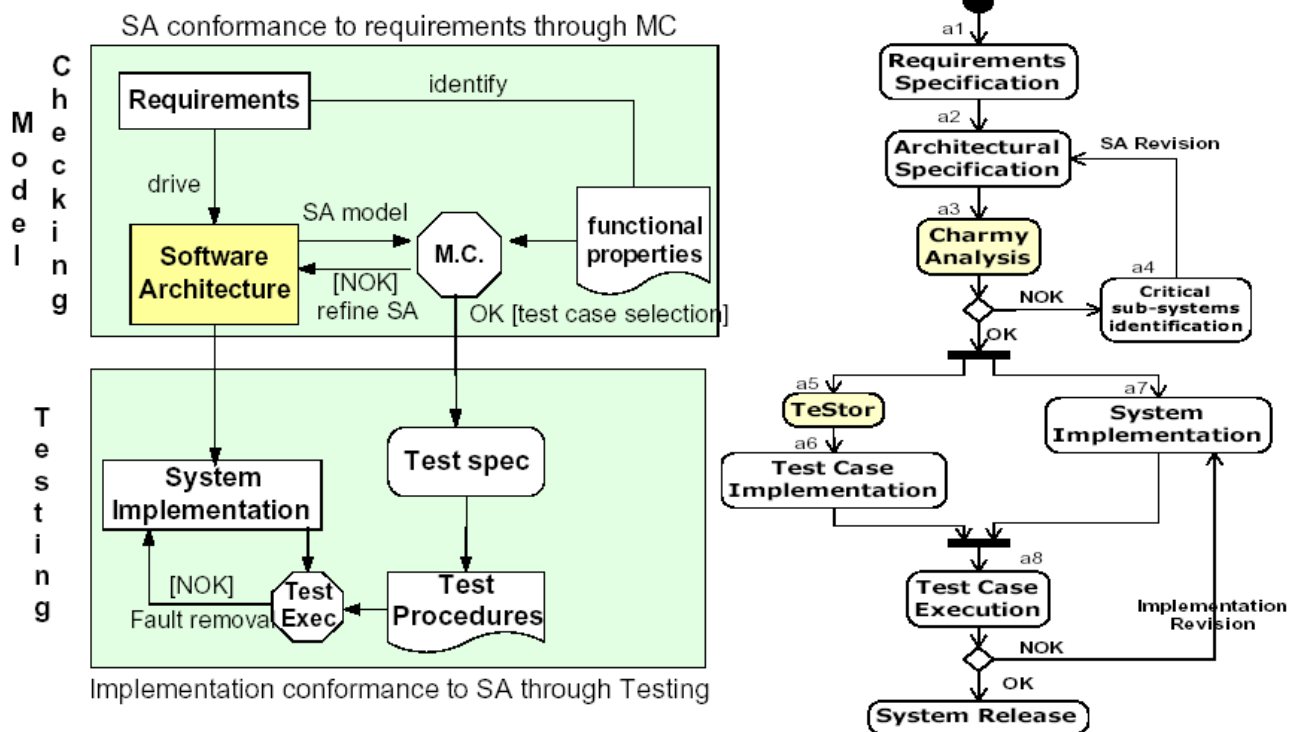 SA conformance to requirements through MC
Model
Checking
Requirements
identify
drive
SA model
functional
properties
M.C.
Software
Architecture
[NOK]
refine SA
OK [test case selection]
Testing
Test spec
System
Implementation
[NOK]
Fault removal
Test
Exec
Test
Procedures
Implementation conformance to SA through Testing
a1
Requirements
Specification
a2
Architectural
Specification
SA Revision
a3
Charmy
Analysis
a4
Critical
sub-systems
identification
NOK
OK
a5
TeStor
a6
Test Case
Implementation
a7
System
Implementation
a8
Test Case
Execution
Implementation
Revision
NOK
OK
System Release